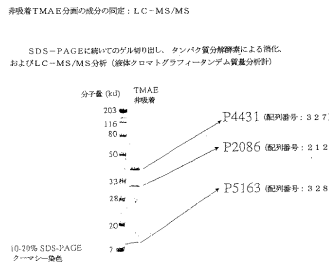 非吸着TMAE分画の成分の同定：LC-MS/MS
SDS-PAGEに続いてのゲル切り出し、タンパク質分解酵素による消化、
およびLC-MS/MS分析（液体クロマトグラフィータンデム質量分析計）
分子量 (kd)
TMAE
非吸着
203
116
80
50
33
28
20
7
P4431 (配列番号：327)
P2086 (配列番号：212
P5163 (配列番号：328
10-20% SDS-PAGE
クーマシー染色